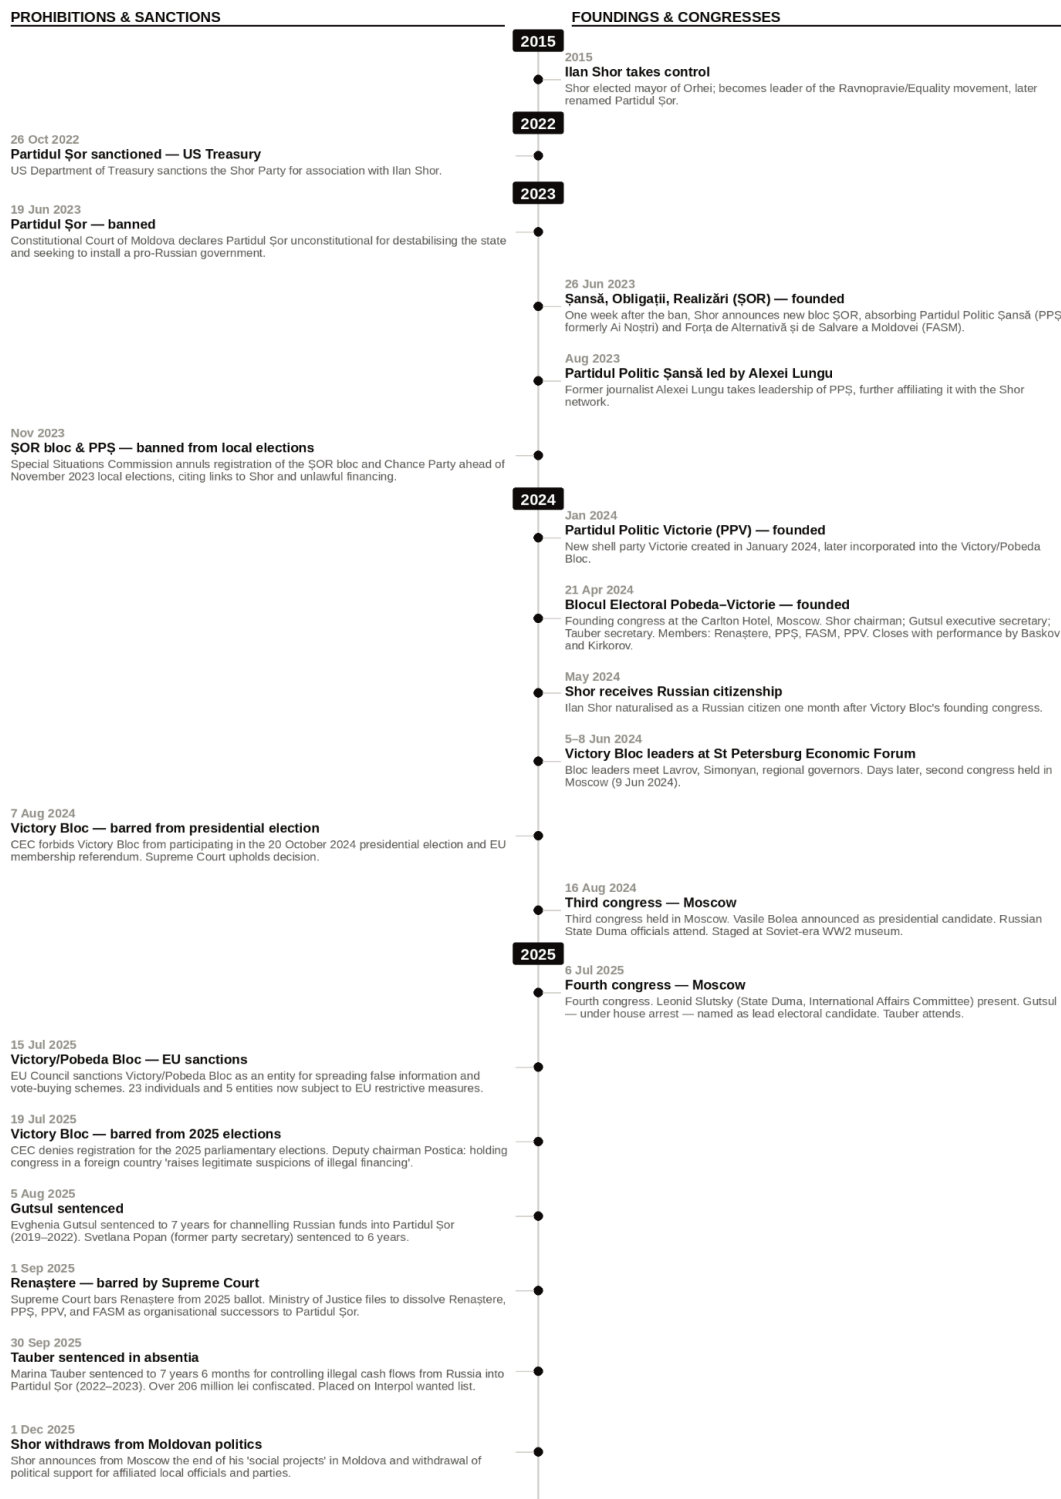 PROHIBITIONS & SANCTIONS
FOUNDINGS & CONGRESSES
2015
2015
Ilan Shor takes control
Shor elected mayor of Orhei; becomes leader of the Ravnopravie/Equality movement, later
renamed Partidul Șor.
2022
26 Oct 2022
Partidul Șor sanctioned — US Treasury
US Department of Treasury sanctions the Shor Party for association with Ilan Shor.
2023
19 Jun 2023
Partidul Șor — banned
Constitutional Court of Moldova declares Partidul Șor unconstitutional for destabilising the state
and seeking to install a pro-Russian government.
26 Jun 2023
Șansă, Obligații, Realizări (ȘOR) — founded
One week after the ban, Shor announces new bloc ȘOR, absorbing Partidul Politic Șansă (PPȘ
formerly Ai Noștri) and Forța de Alternativă și de Salvare a Moldovei (FASM).
Aug 2023
Partidul Politic Șansă led by Alexei Lungu
Former journalist Alexei Lungu takes leadership of PPȘ, further affiliating it with the Shor
network.
Nov 2023
ȘOR bloc & PPȘ — banned from local elections
Special Situations Commission annuls registration of the ȘOR bloc and Chance Party ahead of
November 2023 local elections, citing links to Shor and unlawful financing.
2024
Jan 2024
Partidul Politic Victorie (PPV) — founded
New shell party Victorie created in January 2024, later incorporated into the Victory/Pobeda
Bloc.
21 Apr 2024
Blocul Electoral Pobeda–Victorie — founded
Founding congress at the Carlton Hotel, Moscow. Shor chairman; Gutsul executive secretary;
Tauber secretary. Members: Renaștere, PPȘ, FASM, PPV. Closes with performance by Baskov
and Kirkorov.
May 2024
Shor receives Russian citizenship
Ilan Shor naturalised as a Russian citizen one month after Victory Bloc's founding congress.
5–8 Jun 2024
Victory Bloc leaders at St Petersburg Economic Forum
Bloc leaders meet Lavrov, Simonyan, regional governors. Days later, second congress held in
Moscow (9 Jun 2024).
7 Aug 2024
Victory Bloc — barred from presidential election
CEC forbids Victory Bloc from participating in the 20 October 2024 presidential election and EU
membership referendum. Supreme Court upholds decision.
16 Aug 2024
Third congress — Moscow
Third congress held in Moscow. Vasile Bolea announced as presidential candidate. Russian
State Duma officials attend. Staged at Soviet-era WW2 museum.
2025
6 Jul 2025
Fourth congress — Moscow
Fourth congress. Leonid Slutsky (State Duma, International Affairs Committee) present. Gutsul
— under house arrest — named as lead electoral candidate. Tauber attends.
15 Jul 2025
Victory/Pobeda Bloc — EU sanctions
EU Council sanctions Victory/Pobeda Bloc as an entity for spreading false information and
vote-buying schemes. 23 individuals and 5 entities now subject to EU restrictive measures.
19 Jul 2025
Victory Bloc — barred from 2025 elections
CEC denies registration for the 2025 parliamentary elections. Deputy chairman Postica: holding
congress in a foreign country 'raises legitimate suspicions of illegal financing'.
5 Aug 2025
Gutsul sentenced
Evghenia Gutsul sentenced to 7 years for channelling Russian funds into Partidul Șor
(2019–2022). Svetlana Popan (former party secretary) sentenced to 6 years.
1 Sep 2025
Renaștere — barred by Supreme Court
Supreme Court bars Renaștere from 2025 ballot. Ministry of Justice files to dissolve Renaștere,
PPȘ, PPV, and FASM as organisational successors to Partidul Șor.
30 Sep 2025
Tauber sentenced in absentia
Marina Tauber sentenced to 7 years 6 months for controlling illegal cash flows from Russia into
Partidul Șor (2022–2023). Over 206 million lei confiscated. Placed on Interpol wanted list.
1 Dec 2025
Shor withdraws from Moldovan politics
Shor announces from Moscow the end of his 'social projects' in Moldova and withdrawal of
political support for affiliated local officials and parties.